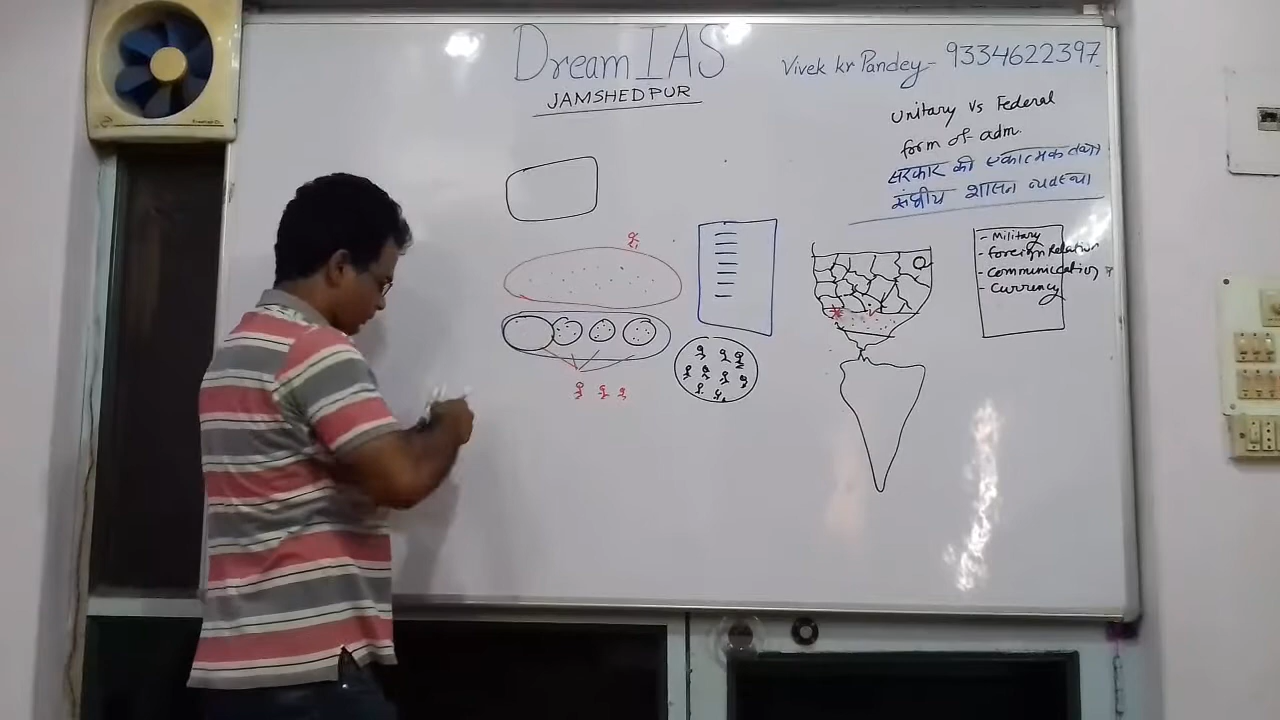 Dream IAS
JAMSHEDPUR
Vivek kr Pandey - 9334622397
Unitary Vs Federal
form of adm.
सरकार की एकात्मक तथा
संघीय शासन व्यवस्था
- Military
- Foreign Relation
- Communication
- Currency